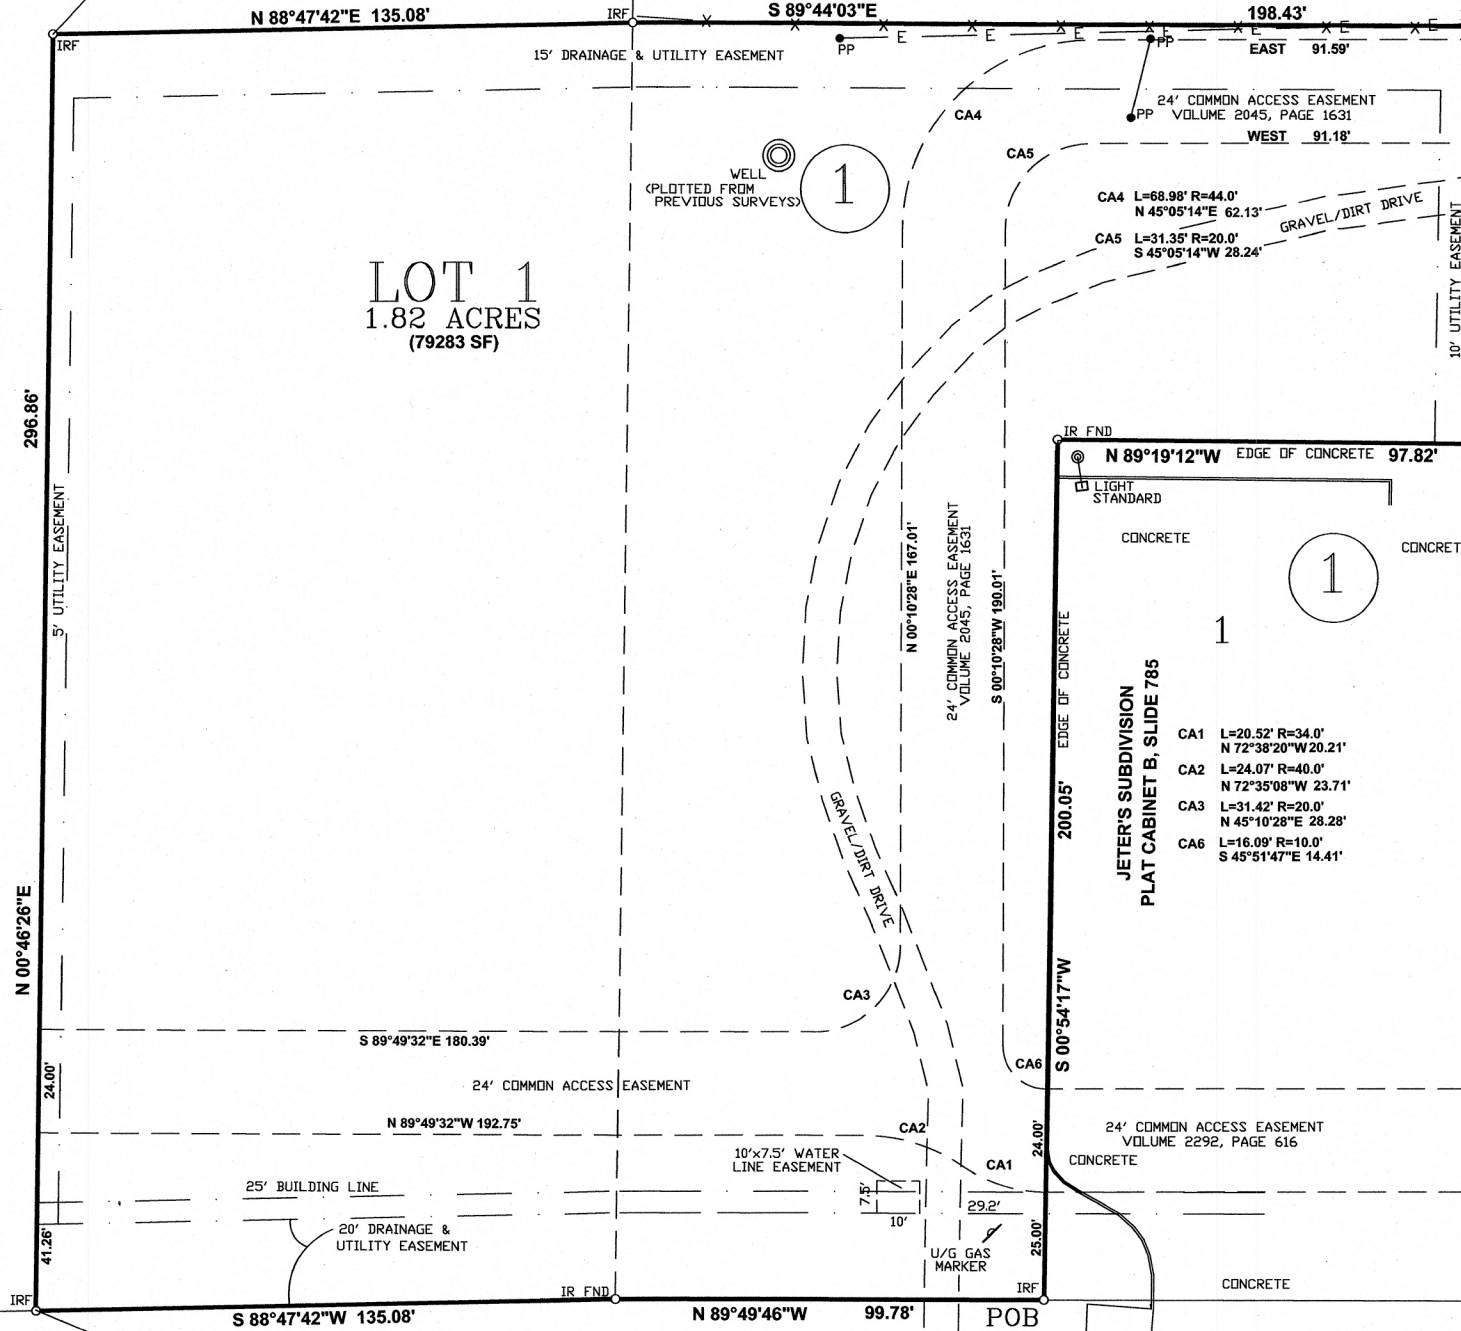 N 88°47'42"E 135.08'
IRF
S 89°44'03"E
198.43'
IRF
15' DRAINAGE & UTILITY EASEMENT
PP
E
E
E
E
E
E
PP
EAST 91.59'
CA4
24' COMMON ACCESS EASEMENT
VOLUME 2045, PAGE 1631
PP
WEST 91.18'
CA5
WELL
(PLOTTED FROM
PREVIOUS SURVEYS)
1
CA4 L=68.98' R=44.0'
N 45°05'14"E 62.13'
CA5 L=31.35' R=20.0'
S 45°05'14"W 28.24'
GRAVEL/DIRT DRIVE
10' UTILITY EASEMENT
LOT 1
1.82 ACRES
(79283 SF)
296.86'
N 00°46'26"E
5' UTILITY EASEMENT
IR FND
N 89°19'12"W EDGE OF CONCRETE 97.82'
LIGHT
STANDARD
CONCRETE
CONCRET
1
1
N 00°10'28"E 167.01'
24' COMMON ACCESS EASEMENT
VOLUME 2045, PAGE 1631
S 00°10'28"W 190.01'
EDGE OF CONCRETE
200.05'
S 00°54'17"W
JETER'S SUBDIVISION
PLAT CABINET B, SLIDE 785
CA1 L=20.52' R=34.0'
N 72°38'20"W 20.21'
CA2 L=24.07' R=40.0'
N 72°35'08"W 23.71'
CA3 L=31.42' R=20.0'
N 45°10'28"E 28.28'
CA6 L=16.09' R=10.0'
S 45°51'47"E 14.41'
GRAVEL/DIRT DRIVE
CA3
S 89°49'32"E 180.39'
CA6
24.00'
24' COMMON ACCESS EASEMENT
N 89°49'32"W 192.75'
CA2
24.00'
24' COMMON ACCESS EASEMENT
VOLUME 2292, PAGE 616
CONCRETE
10'x7.5' WATER
LINE EASEMENT
CA1
25' BUILDING LINE
7.5'
10'
29.2'
20' DRAINAGE &
UTILITY EASEMENT
41.26'
25.00'
U/G GAS
MARKER
CONCRETE
IRF
IR FND
IRF
S 88°47'42"W 135.08'
N 89°49'46"W 99.78'
POB